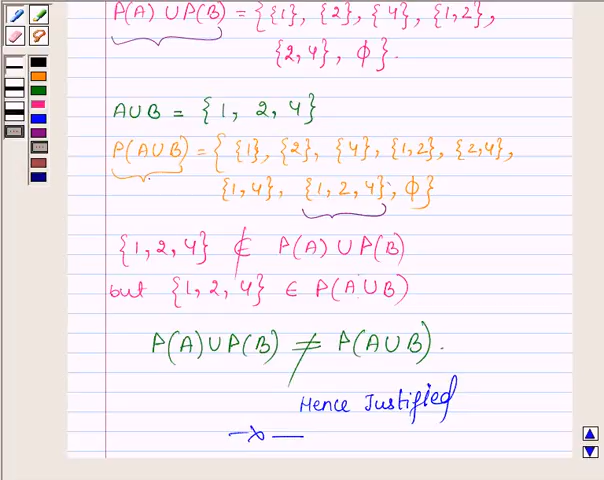 P(A) ∪ P(B) = {{1}, {2}, {4}, {1,2},
{2,4}, ϕ}.
A∪B = {1, 2, 4}
P(A∪B) = { {1}, {2}, {4}, {1,2}, {2,4},
{1,4}, {1,2,4}, ϕ}
{1,2,4} ∉ P(A) ∪ P(B)
but {1,2,4} ∈ P(A∪B)
P(A)∪P(B) ≠ P(A∪B).
Hence Justified